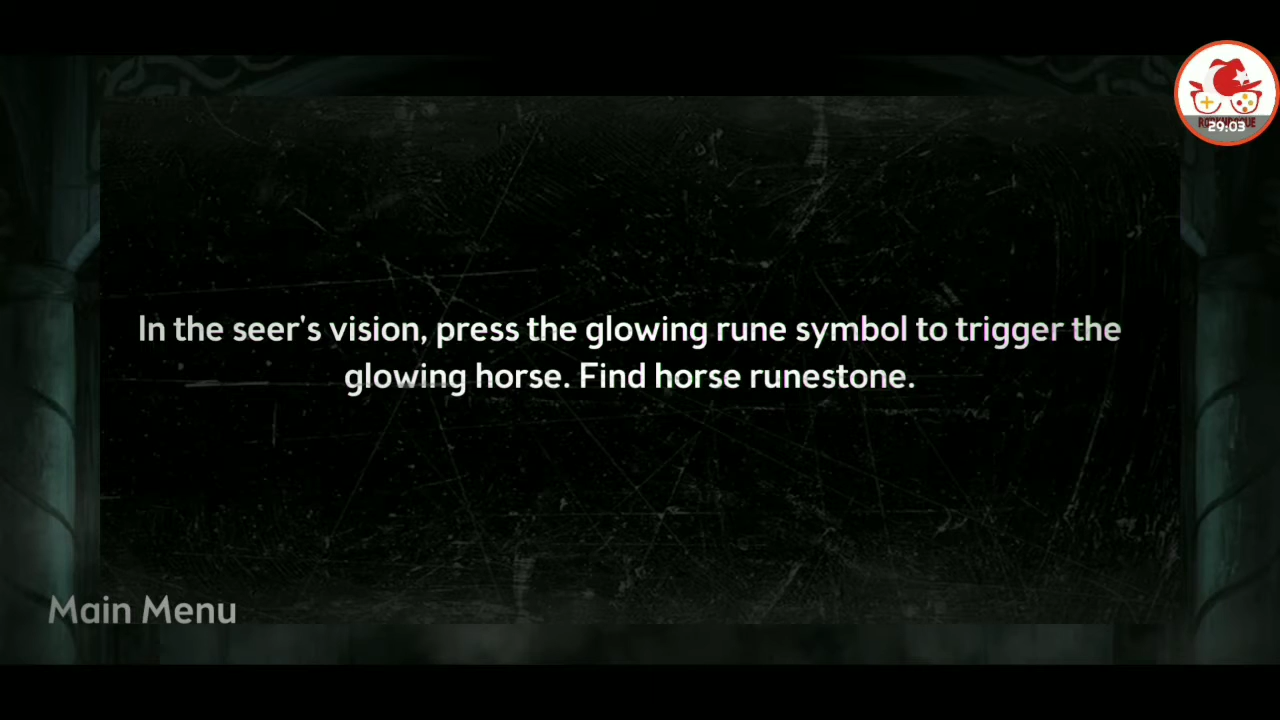 In the seer's vision, press the glowing rune symbol to trigger the
glowing horse. Find horse runestone.
Main Menu
29:03